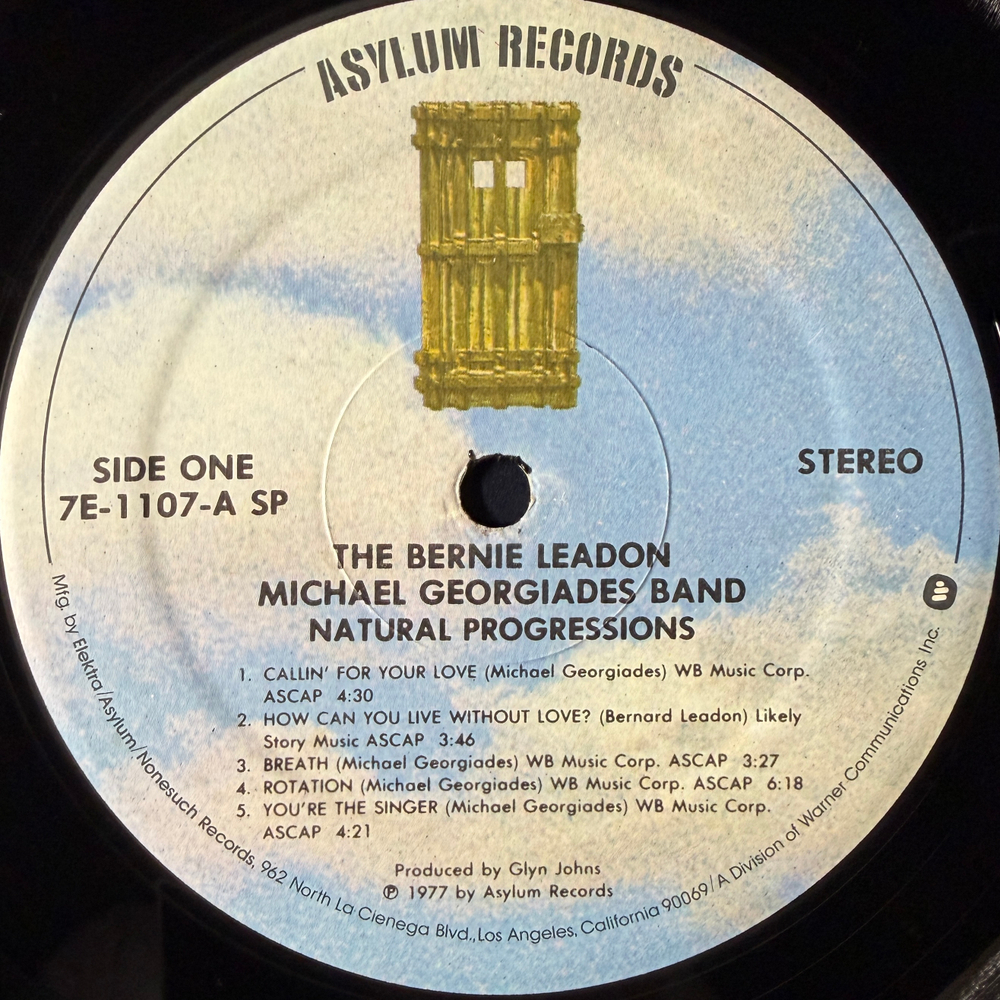 ASYLUM RECORDS
SIDE ONE
7E-1107-A SP
STEREO
THE BERNIE LEADON
MICHAEL GEORGIADES BAND
NATURAL PROGRESSIONS
1. CALLIN' FOR YOUR LOVE (Michael Georgiades) WB Music Corp.
ASCAP 4:30
2. HOW CAN YOU LIVE WITHOUT LOVE? (Bernard Leadon) Likely
Story Music ASCAP 3:46
3. BREATH (Michael Georgiades) WB Music Corp. ASCAP 3:27
4. ROTATION (Michael Georgiades) WB Music Corp. ASCAP 6:18
5. YOU'RE THE SINGER (Michael Georgiades) WB Music Corp.
ASCAP 4:21
Produced by Glyn Johns
℗ 1977 by Asylum Records
Mfg. by Elektra/Asylum/Nonesuch Records, 962 North La Cienega Blvd., Los Angeles, California 90069/A Division of Warner Communications Inc.